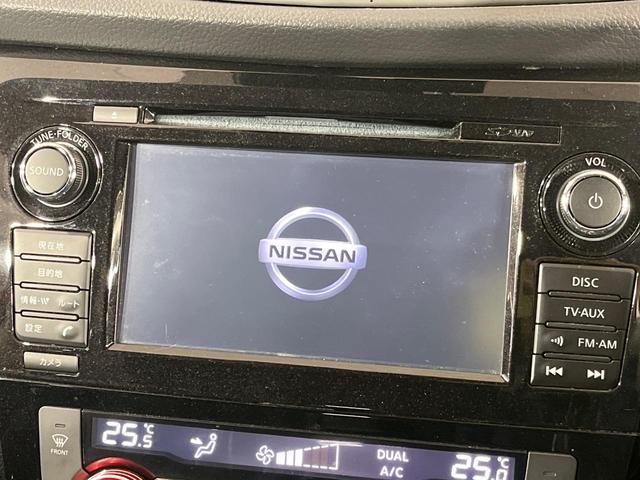 TUNE·FOLDER
SOUND
VOL
現在地
目的地
情報·VV ルート
設定
カメラ
NISSAN
DISC
TV·AUX
FM·AM
25.5℃
FRONT
DUAL
A/C
25.0℃